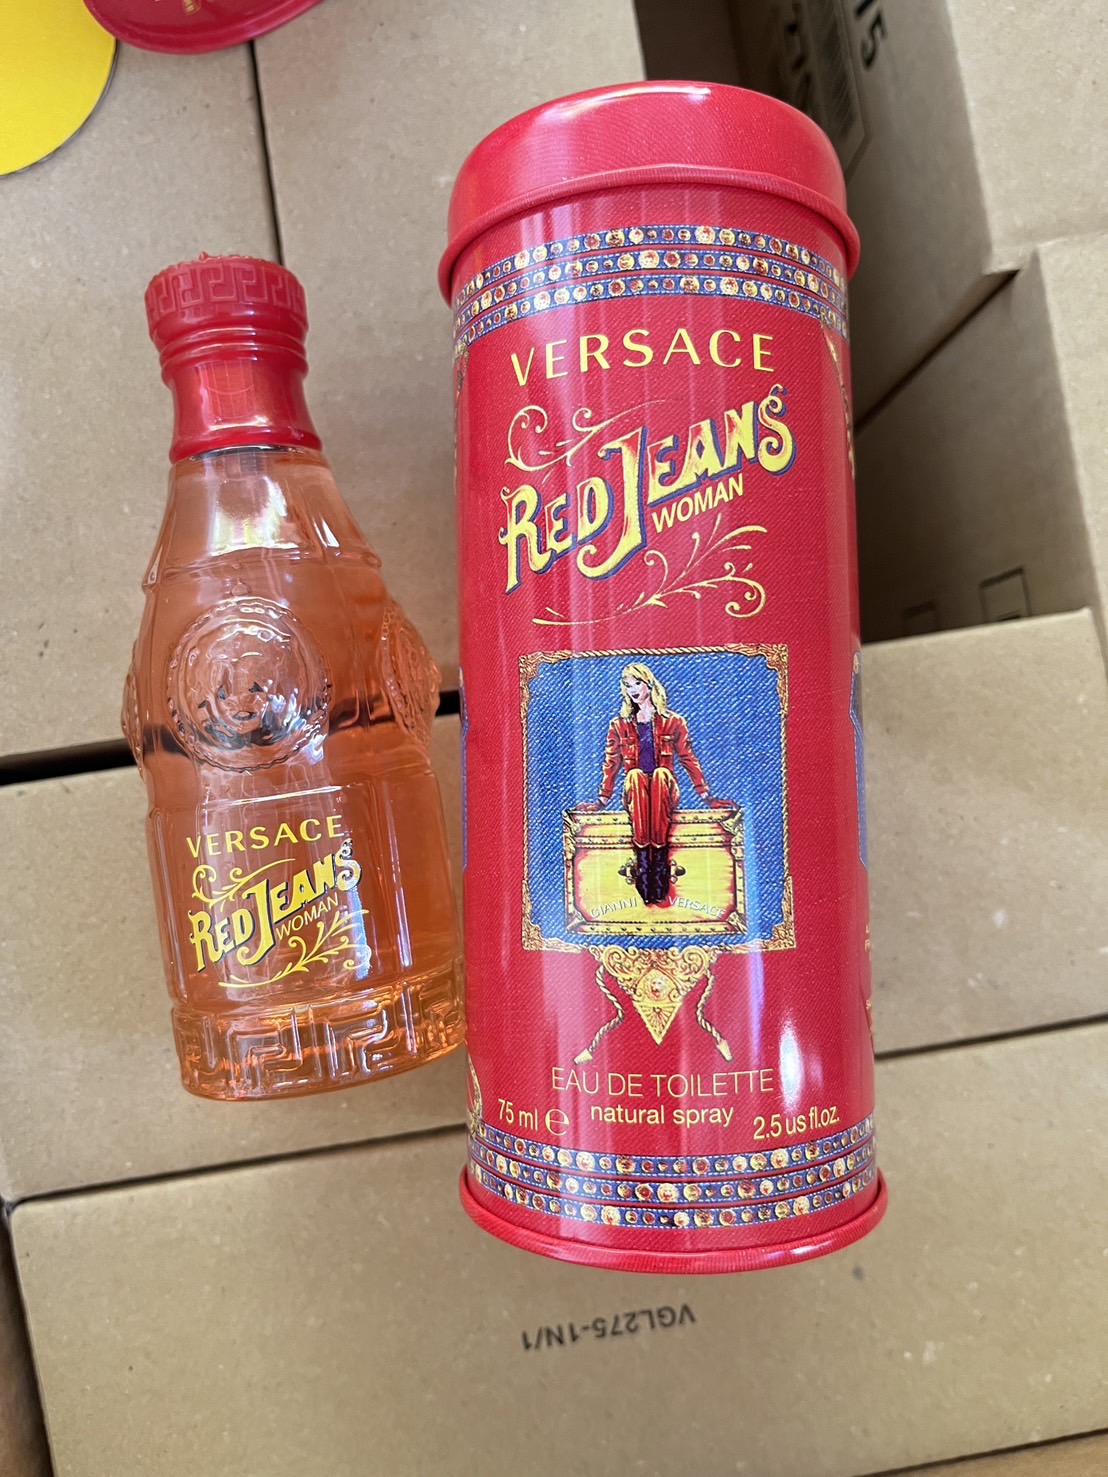 15
VERSACE
RED JEANS
WOMAN
GIANNI VERSACE
EAU DE TOILETTE
75 ml e natural spray 2.5 us fl.oz.
VERSACE
RED JEANS
WOMAN
VGL275-1N/1